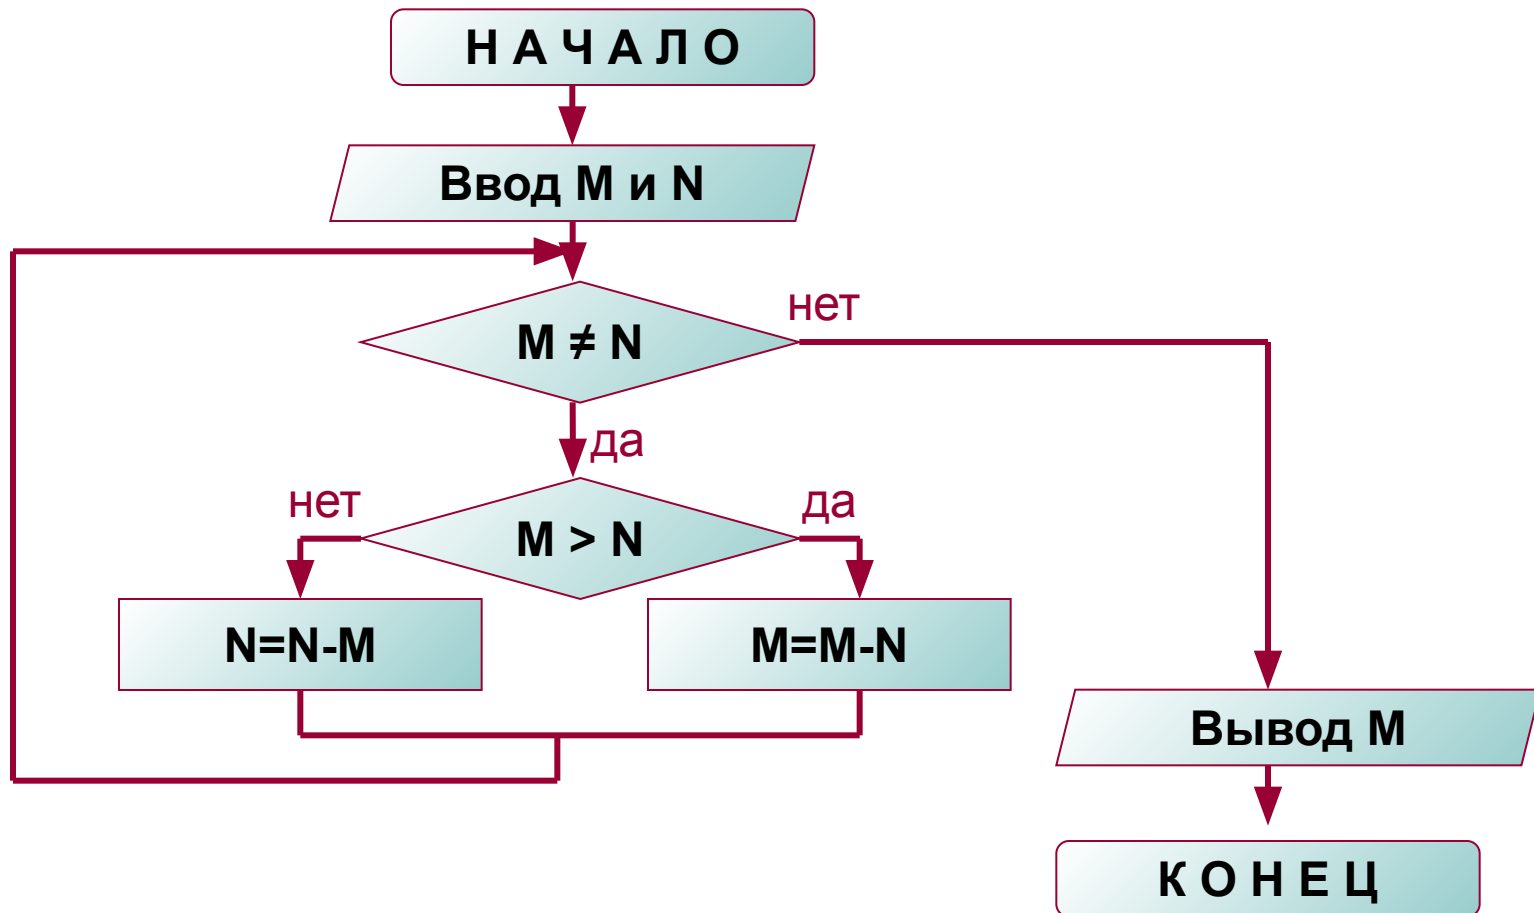 Н А Ч А Л О
Ввод M и N
M ≠ N
нет
да
M > N
нет
да
N=N-M
M=M-N
Вывод M
К О Н Е Ц